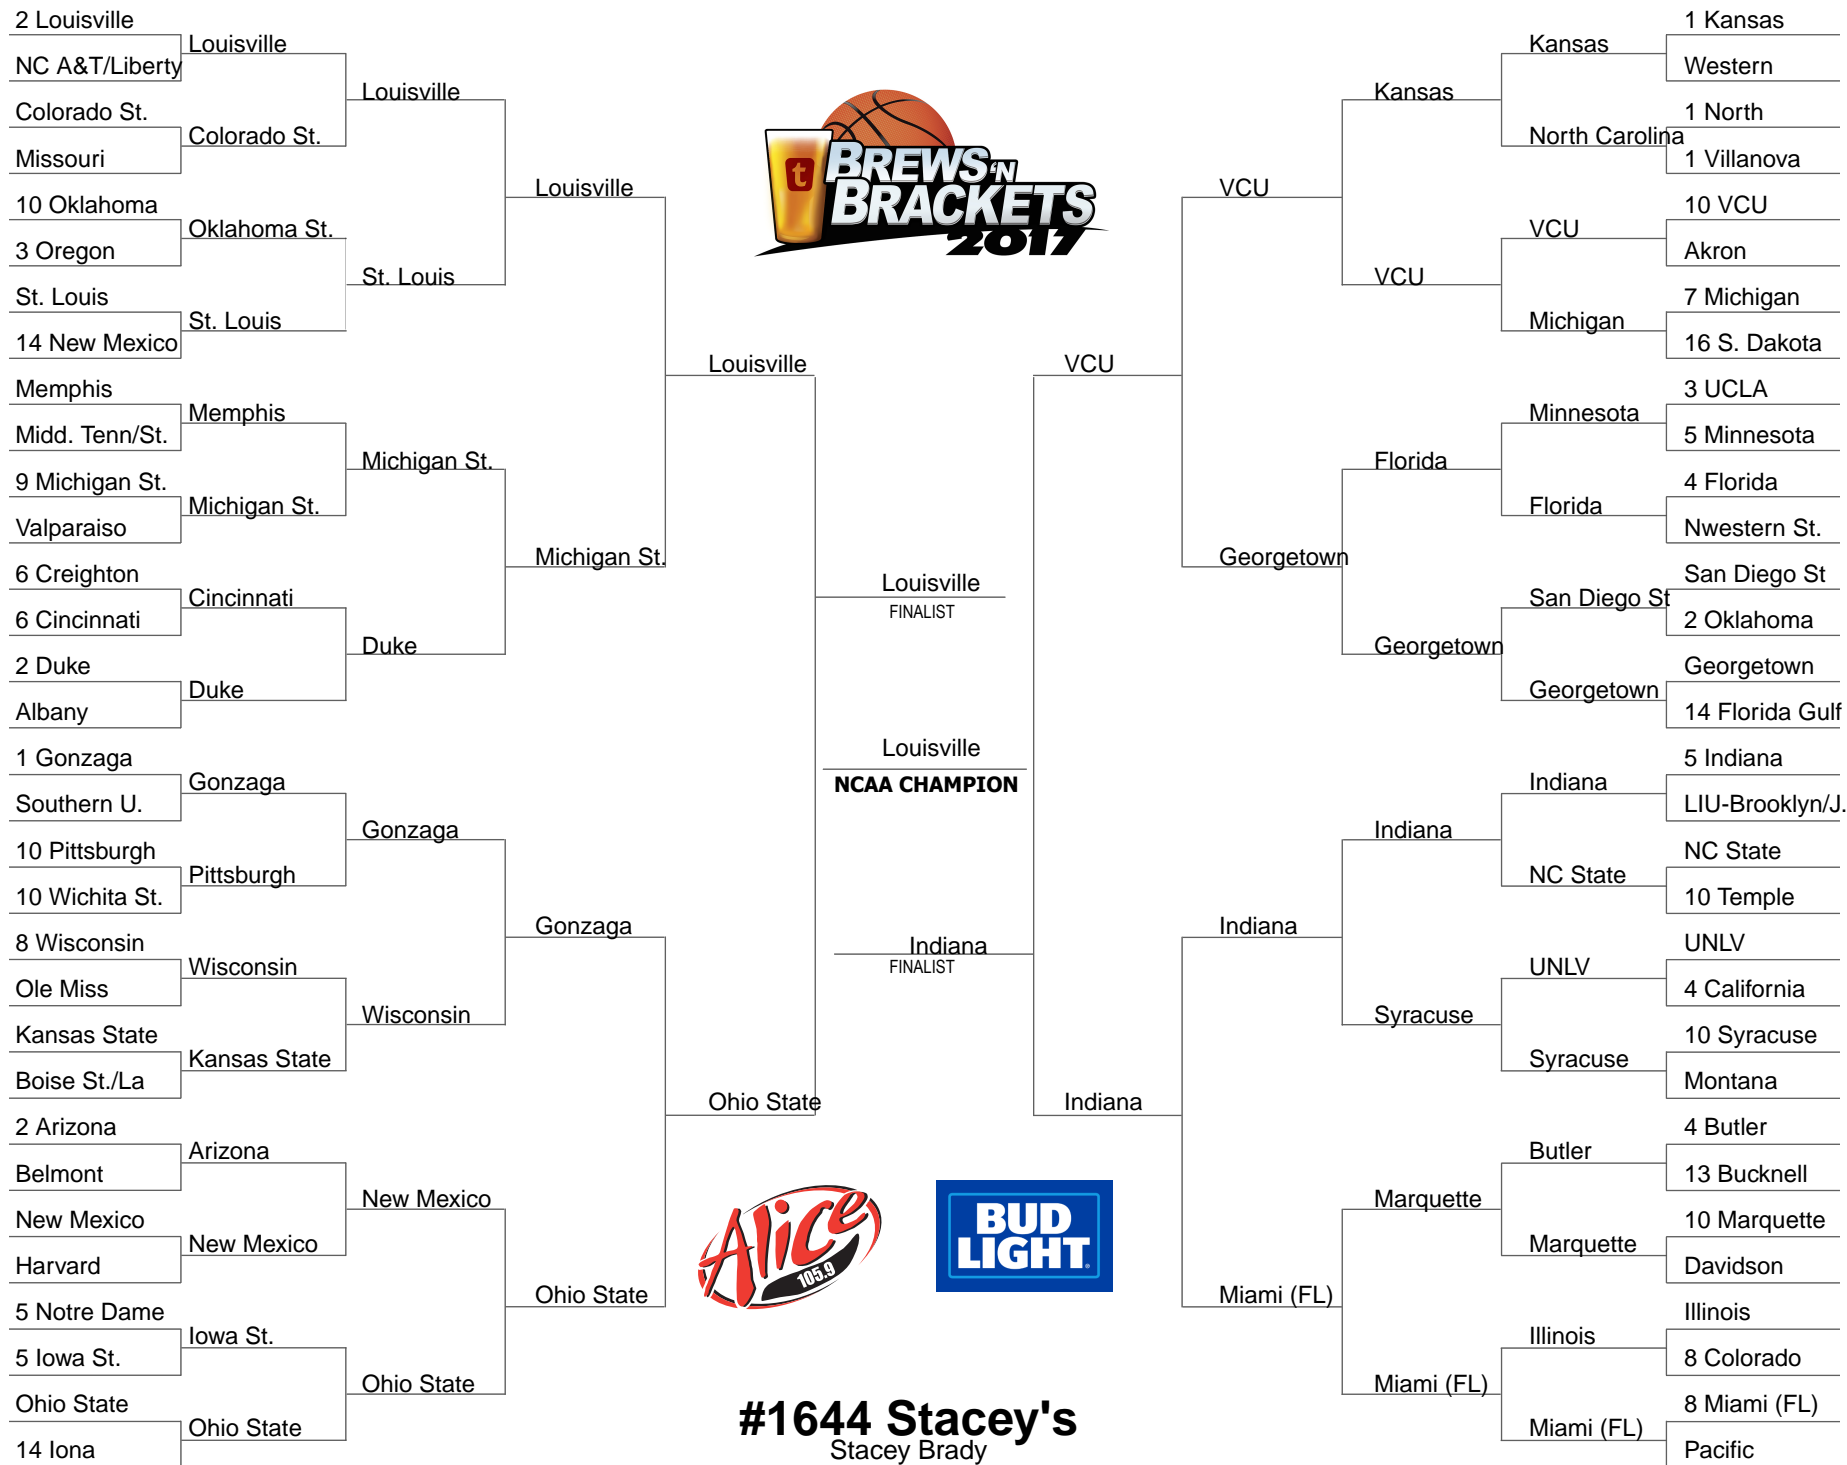 2 Louisville
NC A&T/Liberty
Colorado St.
Missouri
10 Oklahoma
3 Oregon
St. Louis
14 New Mexico
Memphis
Midd. Tenn/St.
9 Michigan St.
Valparaiso
6 Creighton
6 Cincinnati
2 Duke
Albany
1 Gonzaga
Southern U.
10 Pittsburgh
10 Wichita St.
8 Wisconsin
Ole Miss
Kansas State
Boise St./La
2 Arizona
Belmont
New Mexico
Harvard
5 Notre Dame
5 Iowa St.
Ohio State
14 Iona
Louisville
Colorado St.
Oklahoma St.
St. Louis
Memphis
Michigan St.
Cincinnati
Duke
Gonzaga
Pittsburgh
Wisconsin
Kansas State
Arizona
New Mexico
Iowa St.
Ohio State
Louisville
St. Louis
Michigan St.
Duke
Gonzaga
Wisconsin
New Mexico
Ohio State
Louisville
Michigan St.
Gonzaga
Ohio State
Louisville
Ohio State
t
BREWS 'N
BRACKETS
2017
Louisville
FINALIST
Louisville
NCAA CHAMPION
Indiana
FINALIST
Alice
105.9
BUD
LIGHT
#1644 Stacey's
Stacey Brady
VCU
Indiana
VCU
Georgetown
Indiana
Miami (FL)
Kansas
VCU
Florida
Georgetown
Indiana
Syracuse
Marquette
Miami (FL)
Kansas
North Carolina
VCU
Michigan
Minnesota
Florida
San Diego St
Georgetown
Indiana
NC State
UNLV
Syracuse
Butler
Marquette
Illinois
Miami (FL)
1 Kansas
Western
1 North
1 Villanova
10 VCU
Akron
7 Michigan
16 S. Dakota
3 UCLA
5 Minnesota
4 Florida
Nwestern St.
San Diego St
2 Oklahoma
Georgetown
14 Florida Gulf
5 Indiana
LIU-Brooklyn/J.
NC State
10 Temple
UNLV
4 California
10 Syracuse
Montana
4 Butler
13 Bucknell
10 Marquette
Davidson
Illinois
8 Colorado
8 Miami (FL)
Pacific